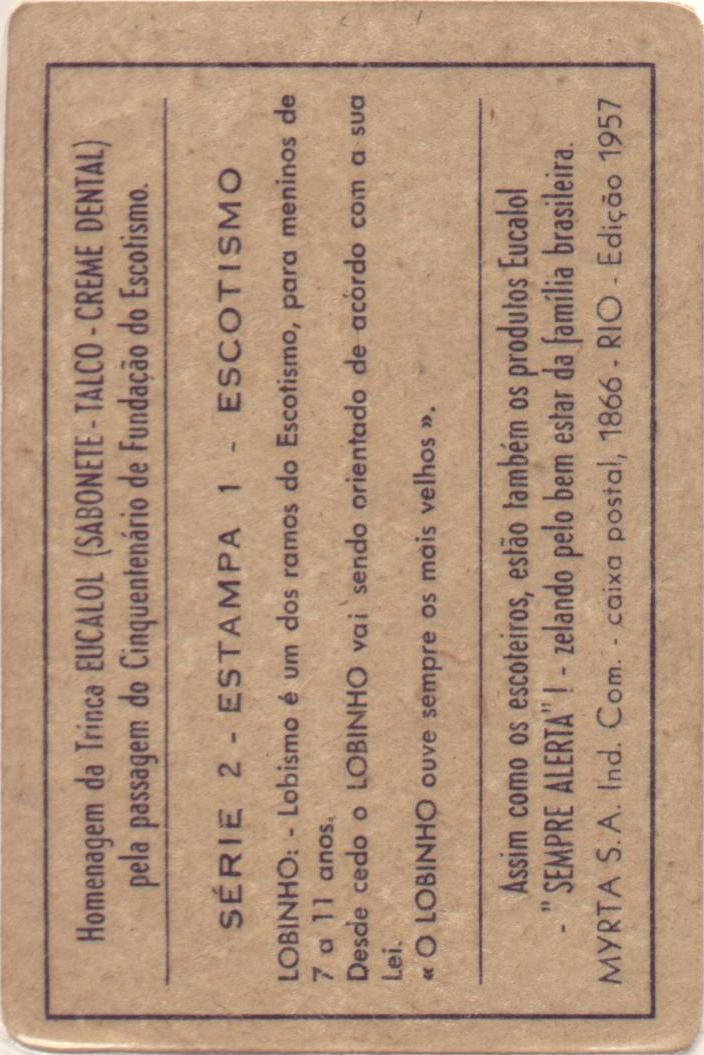 Homenagem da Trinca EUCALOL (SABONETE - TALCO - CREME DENTAL)
pela passagem do Cinquentenário de Fundação do Escotismo.
SÉRIE 2 - ESTAMPA 1 - ESCOTISMO
LOBINHO: - Lobismo é um dos ramos do Escotismo, para meninos de
7 a 11 anos.
Desde cedo o LOBINHO vai sendo orientado de acôrdo com a sua
Lei.
« O LOBINHO ouve sempre os mais velhos ».
Assim como os escoteiros, estão também os produtos Eucalol
- " SEMPRE ALERTA" ! - zelando pelo bem estar da família brasileira.
MYRTA S. A. Ind. Com. - caixa postal, 1866 - RIO - Edição 1957